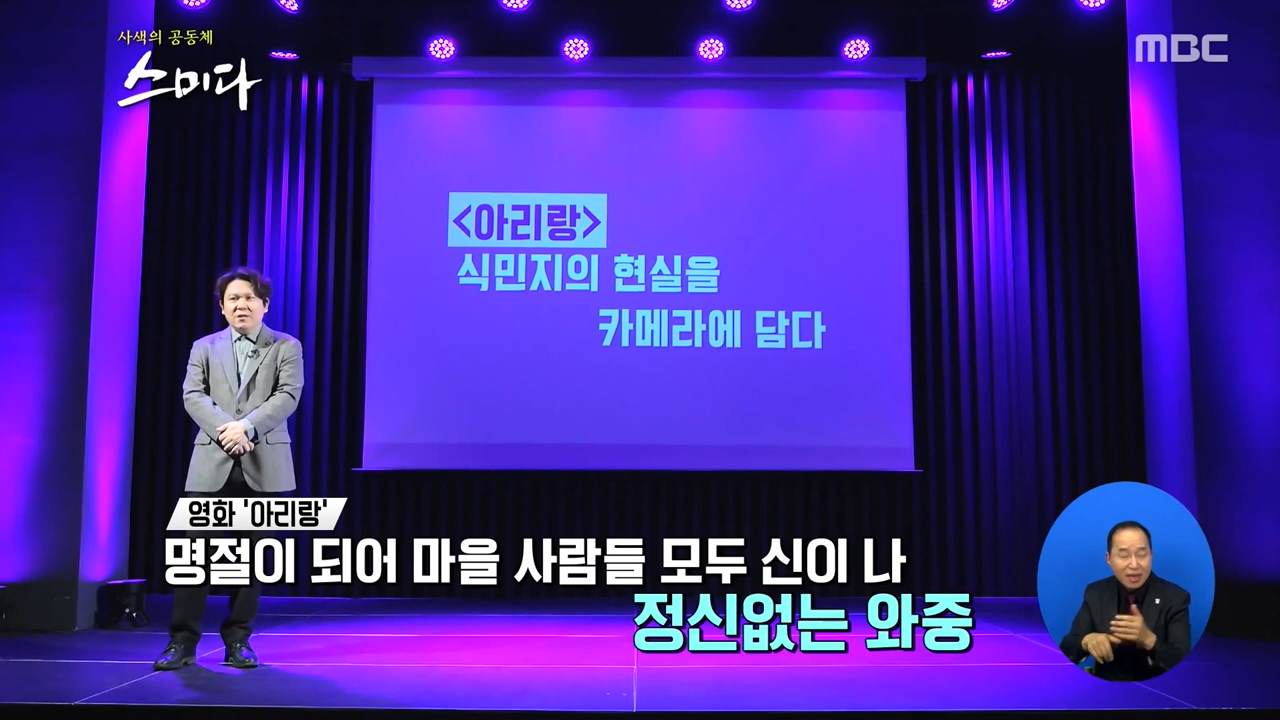 사색의 공동체
스미다
MBC
<아리랑>
식민지의 현실을
카메라에 담다
영화 '아리랑'
명절이 되어 마을 사람들 모두 신이 나
정신없는 와중